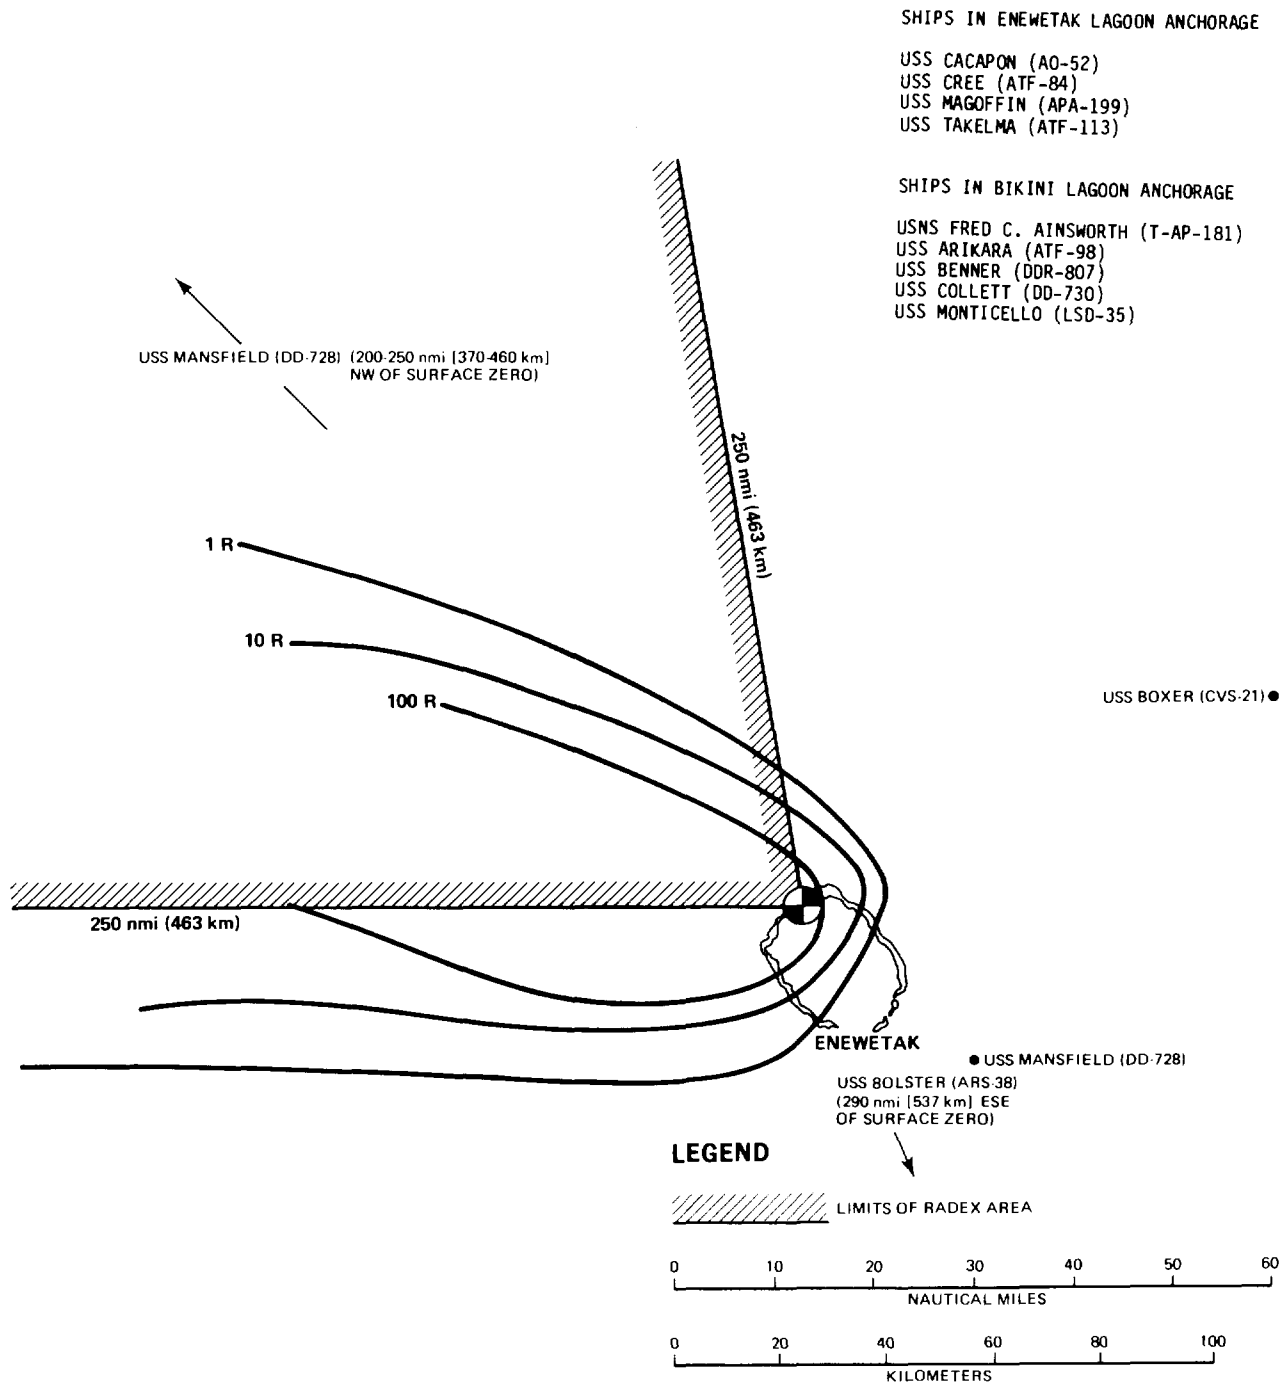 SHIPS IN ENEWETAK LAGOON ANCHORAGE
USS CACAPON (AO-52)
USS CREE (ATF-84)
USS MAGOFFIN (APA-199)
USS TAKELMA (ATF-113)
SHIPS IN BIKINI LAGOON ANCHORAGE
USNS FRED C. AINSWORTH (T-AP-181)
USS ARIKARA (ATF-98)
USS BENNER (DDR-807)
USS COLLETT (DD-730)
USS MONTICELLO (LSD-35)
USS MANSFIELD (DD-728) (200-250 nmi [370-460 km]
NW OF SURFACE ZERO)
250 nmi (463 km)
1 R
10 R
100 R
USS BOXER (CVS-21)
250 nmi (463 km)
ENEWETAK
USS MANSFIELD (DD-728)
USS BOLSTER (ARS-38)
(290 nmi [537 km] ESE
OF SURFACE ZERO)
LEGEND
LIMITS OF RADEX AREA
0 10 20 30 40 50 60
NAUTICAL MILES
0 20 40 60 80 100
KILOMETERS